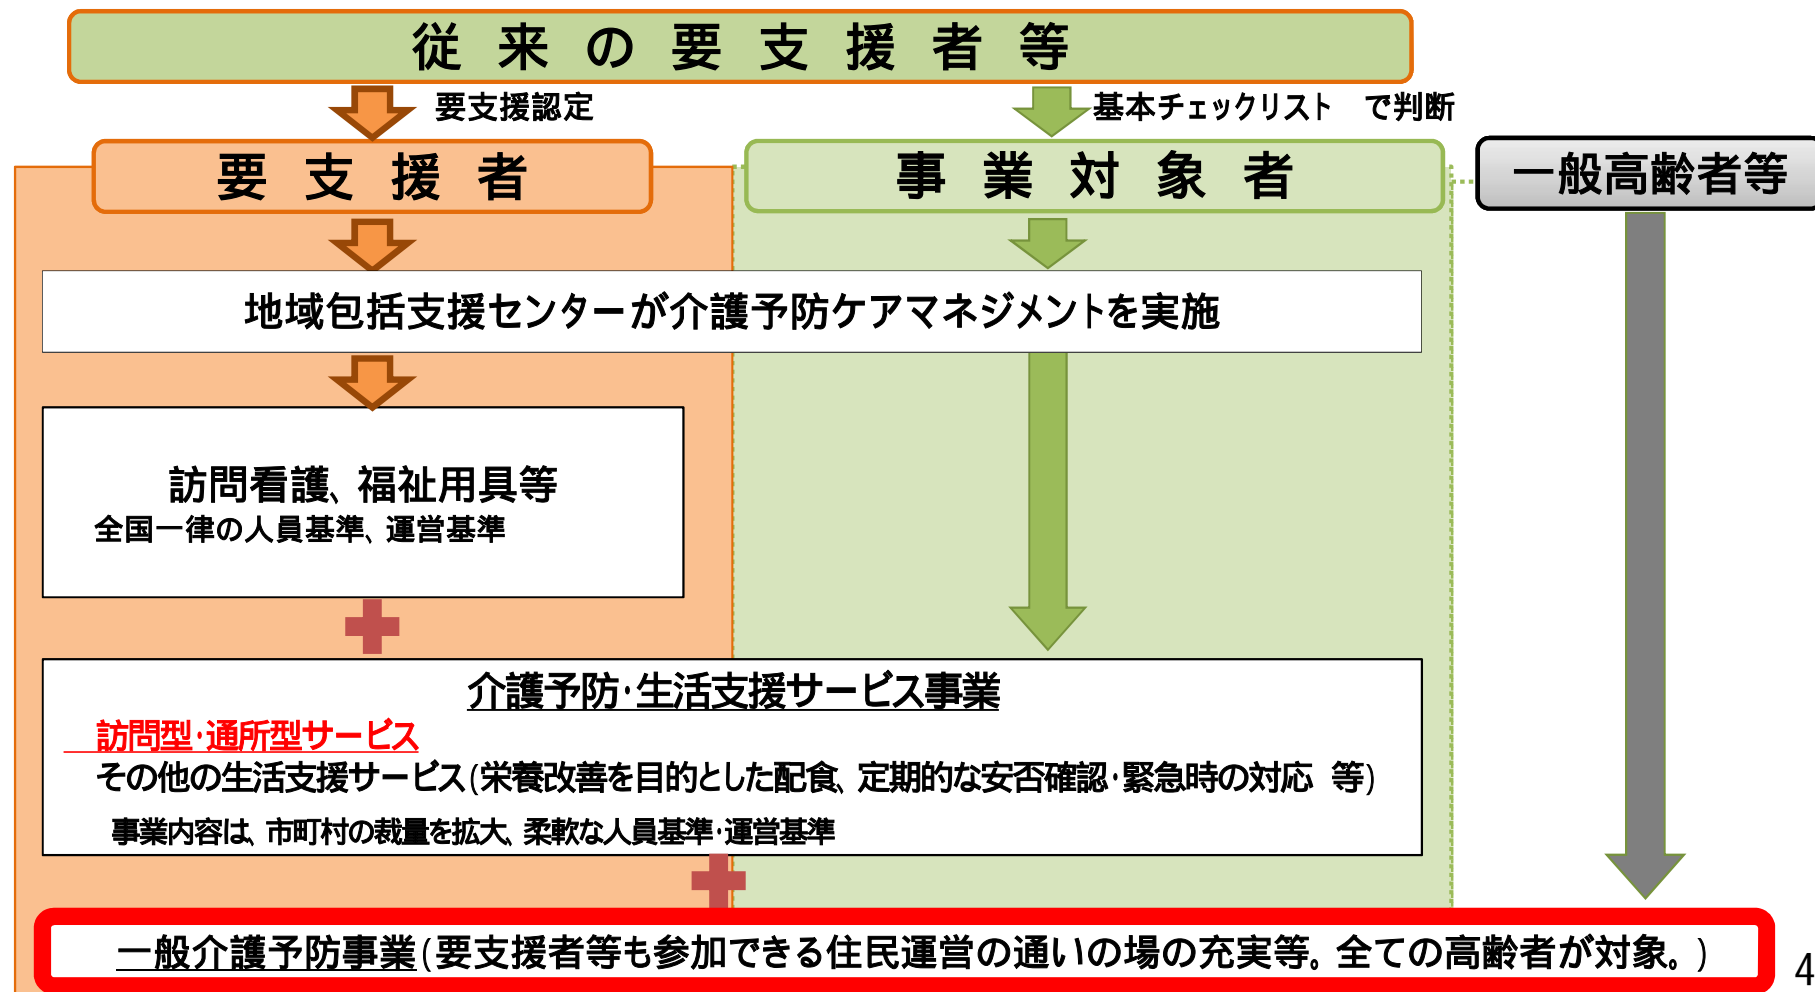 従来の要支援者等
要支援認定
基本チェックリスト　で判断
要支援者
事業対象者
一般高齢者等
地域包括支援センターが介護予防ケアマネジメントを実施
訪問看護、福祉用具等
全国一律の人員基準、運営基準
介護予防・生活支援サービス事業
訪問型・通所型サービス
その他の生活支援サービス(栄養改善を目的とした配食、定期的な安否確認・緊急時の対応　等)
事業内容は、市町村の裁量を拡大、柔軟な人員基準・運営基準
一般介護予防事業(要支援者等も参加できる住民運営の通いの場の充実等。全ての高齢者が対象。)
4